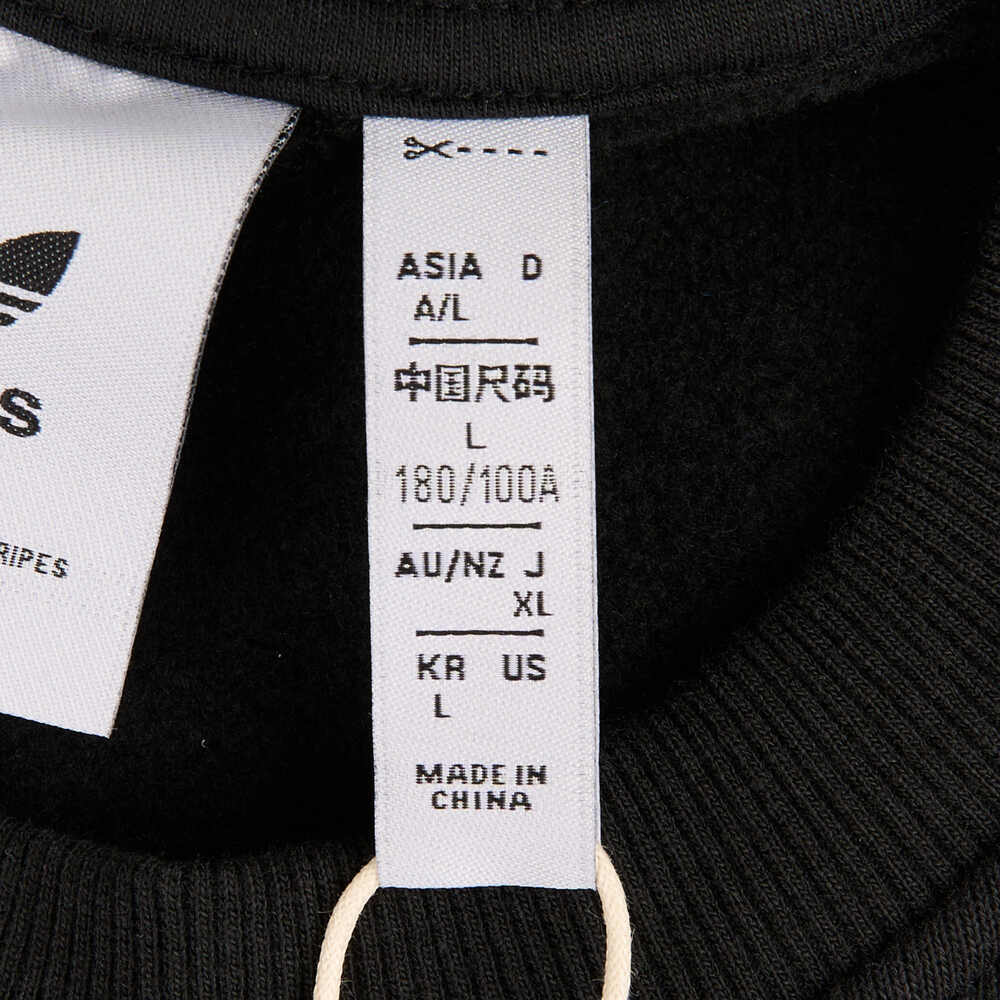 ASIA D
A/L
中国尺码
L
180/100A
AU/NZ J
XL
KR US
L
MADE IN
CHINA
S
RIPES